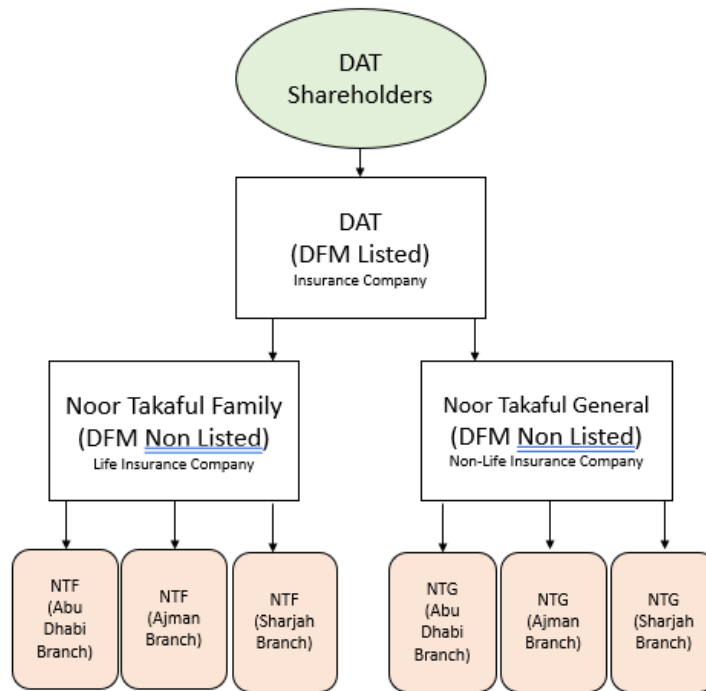 DAT
Shareholders
DAT
(DFM Listed)
Insurance Company
Noor Takaful Family
(DFM Non Listed)
Life Insurance Company
Noor Takaful General
(DFM Non Listed)
Non-Life Insurance Company
NTF
(Abu
Dhabi
Branch)
NTF
(Ajman
Branch)
NTF
(Sharjah
Branch)
NTG
(Abu
Dhabi
Branch)
NTG
(Ajman
Branch)
NTG
(Sharjah
Branch)